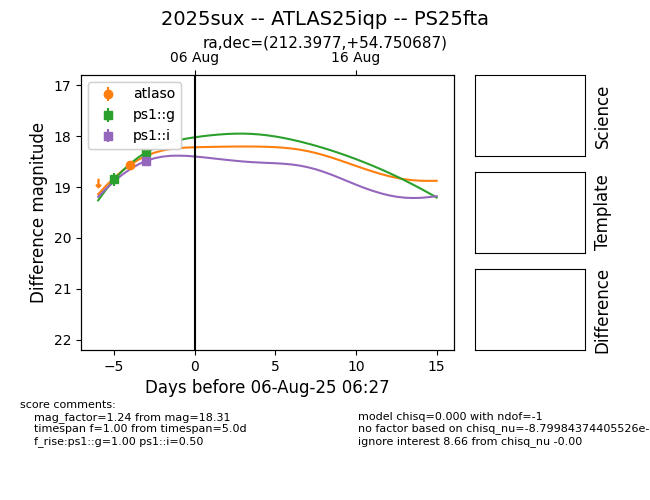 2025sux -- ATLAS25iqp -- PS25fta
ra,dec=(212.3977,+54.750687)
06 Aug
16 Aug
17
18
19
20
21
22
Difference magnitude
atlaso
ps1::g
ps1::i
−5
0
5
10
15
Days before 06-Aug-25 06:27
Science
Template
Difference
score comments:
mag_factor=1.24 from mag=18.31
timespan f=1.00 from timespan=5.0d
f_rise:ps1::g=1.00 ps1::i=0.50
model chisq=0.000 with ndof=-1
no factor based on chisq_nu=-8.79984374405526e-
ignore interest 8.66 from chisq_nu -0.00